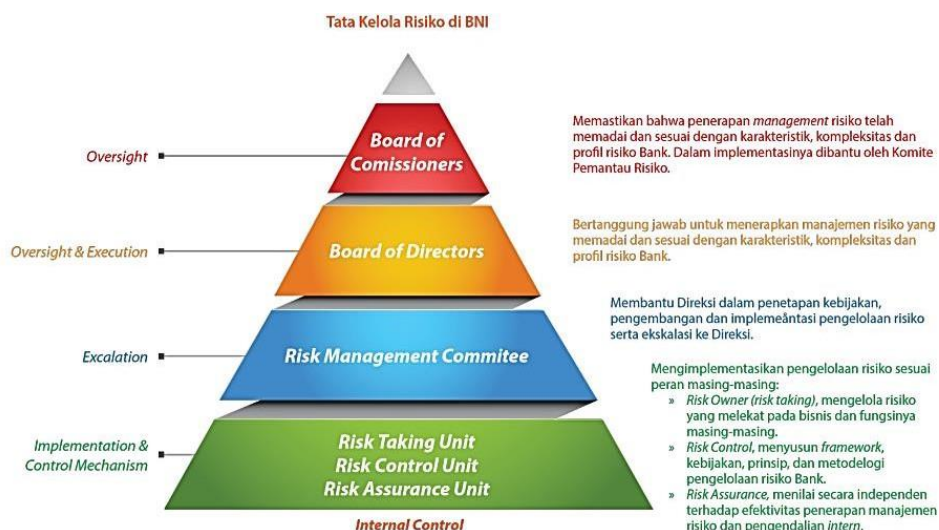 Tata Kelola Risiko di BNI
Oversight
Board of
Comissioners
Memastikan bahwa penerapan management risiko telah
memadai dan sesuai dengan karakteristik, kompleksitas dan
profil risiko Bank. Dalam implementasinya dibantu oleh Komite
Pemantau Risiko.
Oversight & Execution
Board of Directors
Bertanggung jawab untuk menerapkan manajemen risiko yang
memadai dan sesuai dengan karakteristik, kompleksitas dan
profil risiko Bank.
Excalation
Risk Management Commitee
Membantu Direksi dalam penetapan kebijakan,
pengembangan dan implemeântasi pengelolaan risiko
serta ekskalasi ke Direksi.
Implementation &
Control Mechanism
Risk Taking Unit
Risk Control Unit
Risk Assurance Unit
Mengimplementasikan pengelolaan risiko sesuai
peran masing-masing:
» Risk Owner (risk taking), mengelola risiko
yang melekat pada bisnis dan fungsinya
masing-masing.
» Risk Control, menyusun framework,
kebijakan, prinsip, dan metodologi
pengelolaan risiko Bank.
» Risk Assurance, menilai secara independen
terhadap efektivitas penerapan manajemen
risiko dan pengendalian intern.
Internal Control